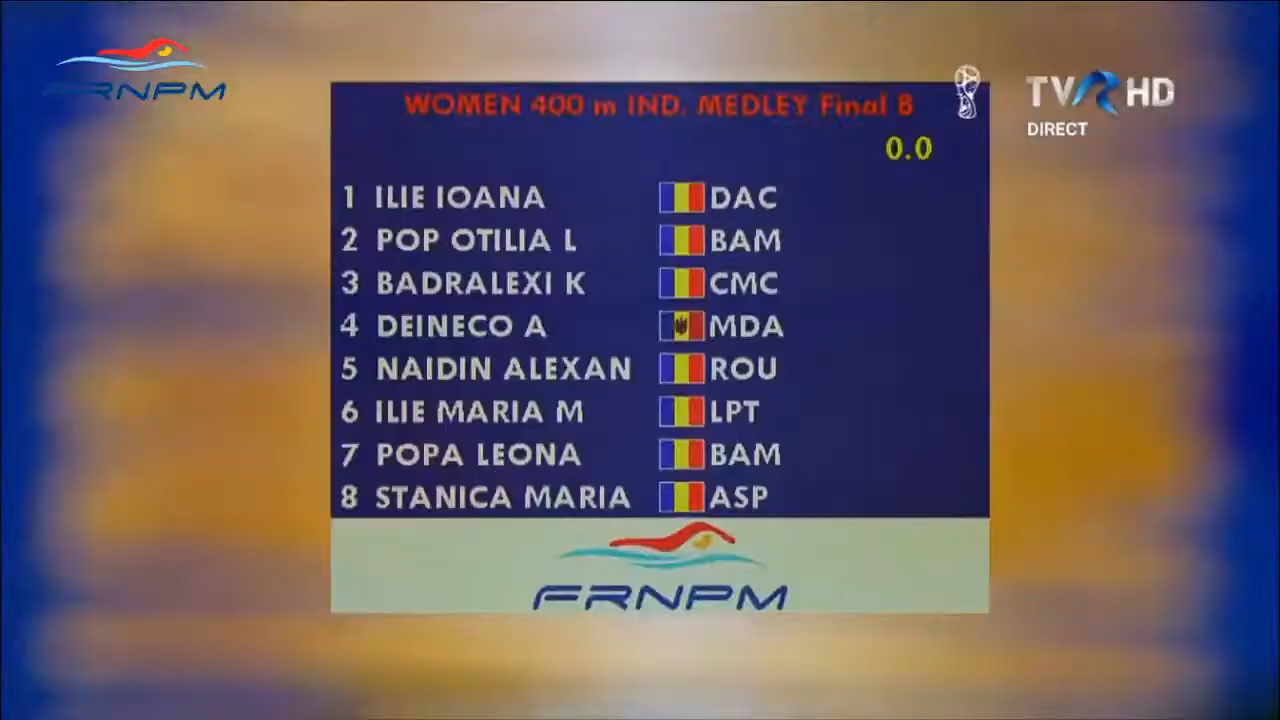 FRNPM
TVR HD
DIRECT
WOMEN 400 m IND. MEDLEY Final B
0.0
1 ILIE IOANA DAC
2 POP OTILIA L BAM
3 BADRALEXI K CMC
4 DEINECO A MDA
5 NAIDIN ALEXAN ROU
6 ILIE MARIA M LPT
7 POPA LEONA BAM
8 STANICA MARIA ASP
FRNPM